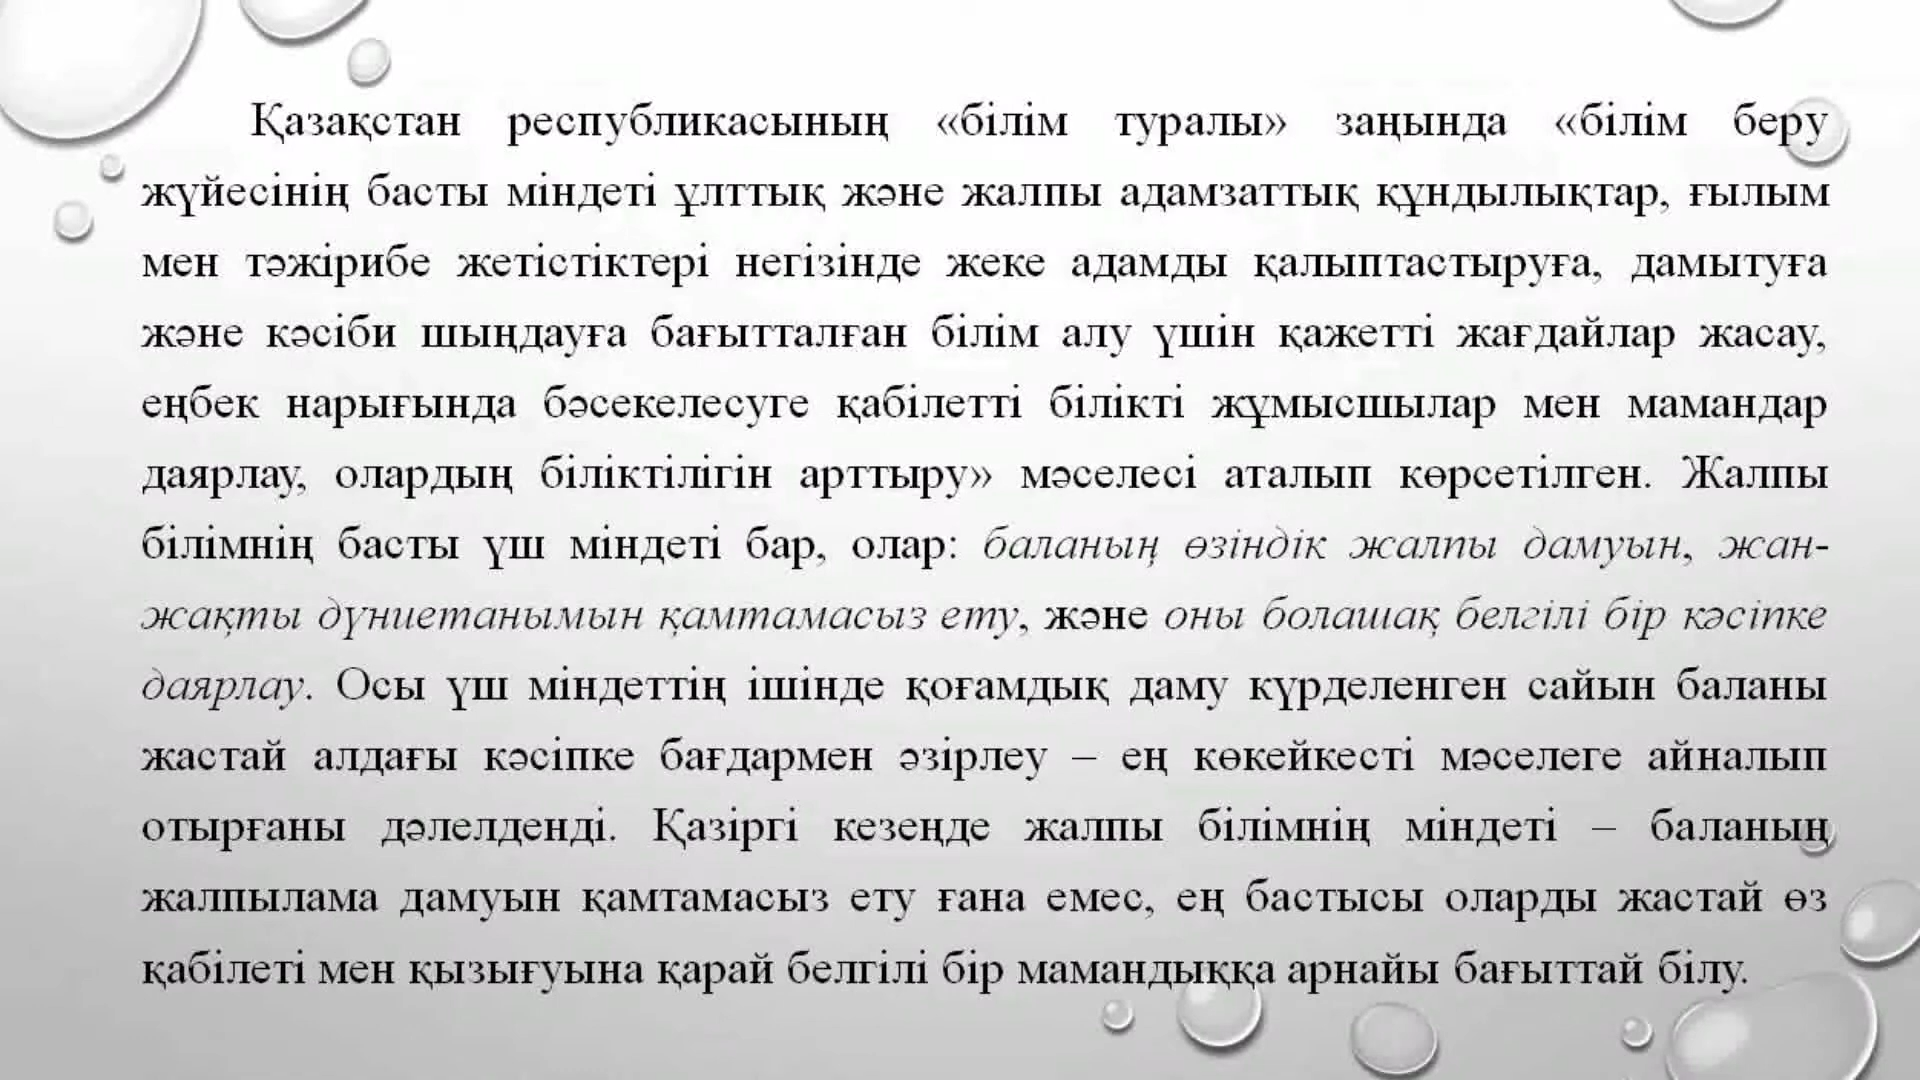 Қазақстан республикасының «білім туралы» заңында «білім беру
жүйесінің басты міндеті ұлттық және жалпы адамзаттық құндылықтар, ғылым
мен тәжірибе жетістіктері негізінде жеке адамды қалыптастыруға, дамытуға
және кәсіби шыңдауға бағытталған білім алу үшін қажетті жағдайлар жасау,
еңбек нарығында бәсекелесуге қабілетті білікті жұмысшылар мен мамандар
даярлау, олардың біліктілігін арттыру» мәселесі аталып көрсетілген. Жалпы
білімнің басты үш міндеті бар, олар: баланың өзіндік жалпы дамуын, жан-
жақты дүниетанымын қамтамасыз ету, және оны болашақ белгілі бір кәсіпке
даярлау. Осы үш міндеттің ішінде қоғамдық даму күрделенген сайын баланы
жастай алдағы кәсіпке бағдармен әзірлеу – ең көкейкесті мәселеге айналып
отырғаны дәлелденді. Қазіргі кезеңде жалпы білімнің міндеті – баланың
жалпылама дамуын қамтамасыз ету ғана емес, ең бастысы оларды жастай өз
қабілеті мен қызығуына қарай белгілі бір мамандыққа арнайы бағыттай білу.